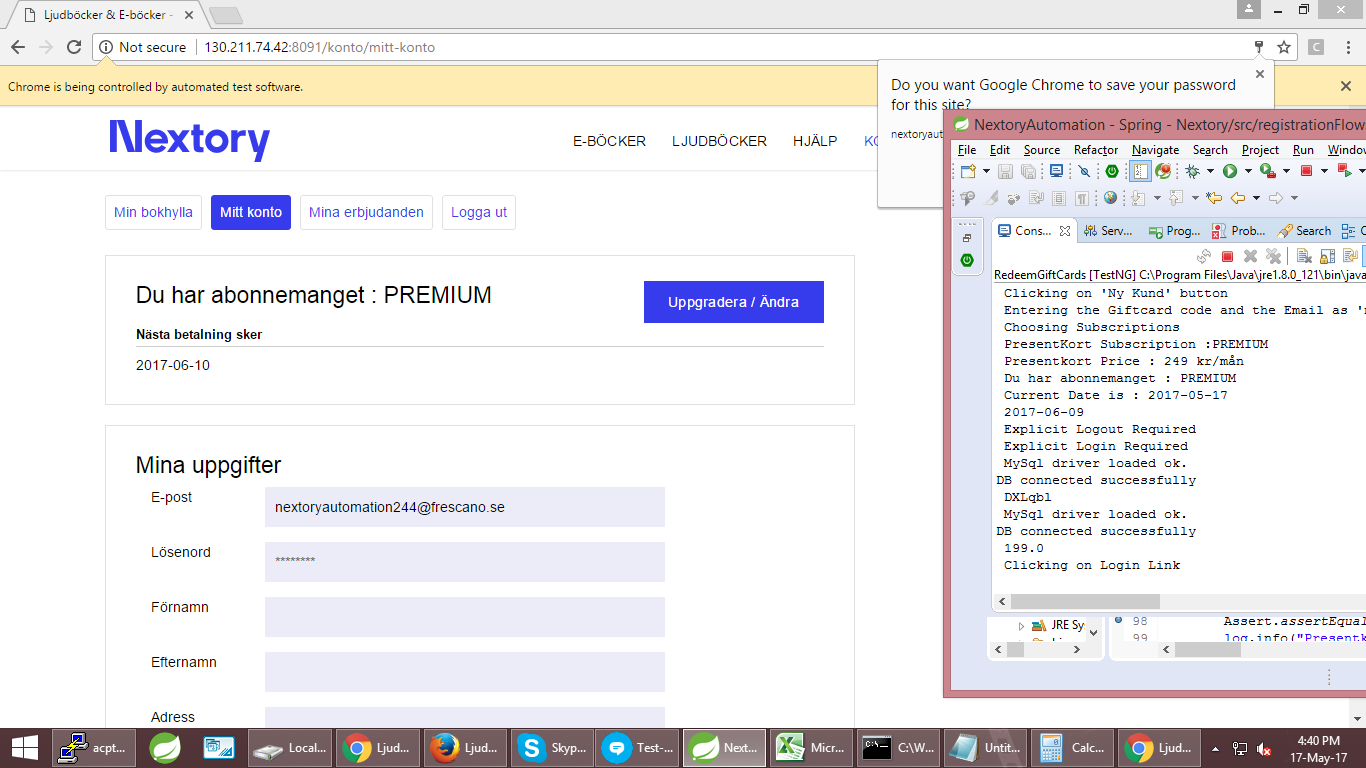 Ljudböcker & E-böcker -
Not secure
130.211.74.42:8091/konto/mitt-konto
C
Chrome is being controlled by automated test software.
Do you want Google Chrome to save your password
for this site?
Nextory
E-BÖCKER
LJUDBÖCKER
HJÄLP
Min bokhylla
Mitt konto
Mina erbjudanden
Logga ut
Du har abonnemanget : PREMIUM
Uppgradera / Ändra
Nästa betalning sker
2017-06-10
Mina uppgifter
E-post
nextoryautomation244@frescano.se
Lösenord
********
Förnamn
Efternamn
Adress
NextoryAutomation - Spring - Nextory/src/registrationFlow
File Edit Source Refactor Navigate Search Project Run Window
Cons...
Serv...
Prog...
Prob...
Search
RedeemGiftCards [TestNG] C:\Program Files\Java\jre1.8.0_121\bin\java
Clicking on 'Ny Kund' button
Entering the Giftcard code and the Email as '
Choosing Subscriptions
PresentKort Subscription :PREMIUM
Presentkort Price : 249 kr/mån
Du har abonnemanget : PREMIUM
Current Date is : 2017-05-17
2017-06-09
Explicit Logout Required
Explicit Login Required
MySql driver loaded ok.
DB connected successfully
DXLqbl
MySql driver loaded ok.
DB connected successfully
199.0
Clicking on Login Link
JRE Sy
98 Assert.assertEqual
99 log.info("Presentk
acpt...
Local...
Ljud...
Ljud...
Skyp...
Test-...
Next...
Micr...
C:\W...
Untit...
Calc...
Ljud...
4:40 PM
17-May-17